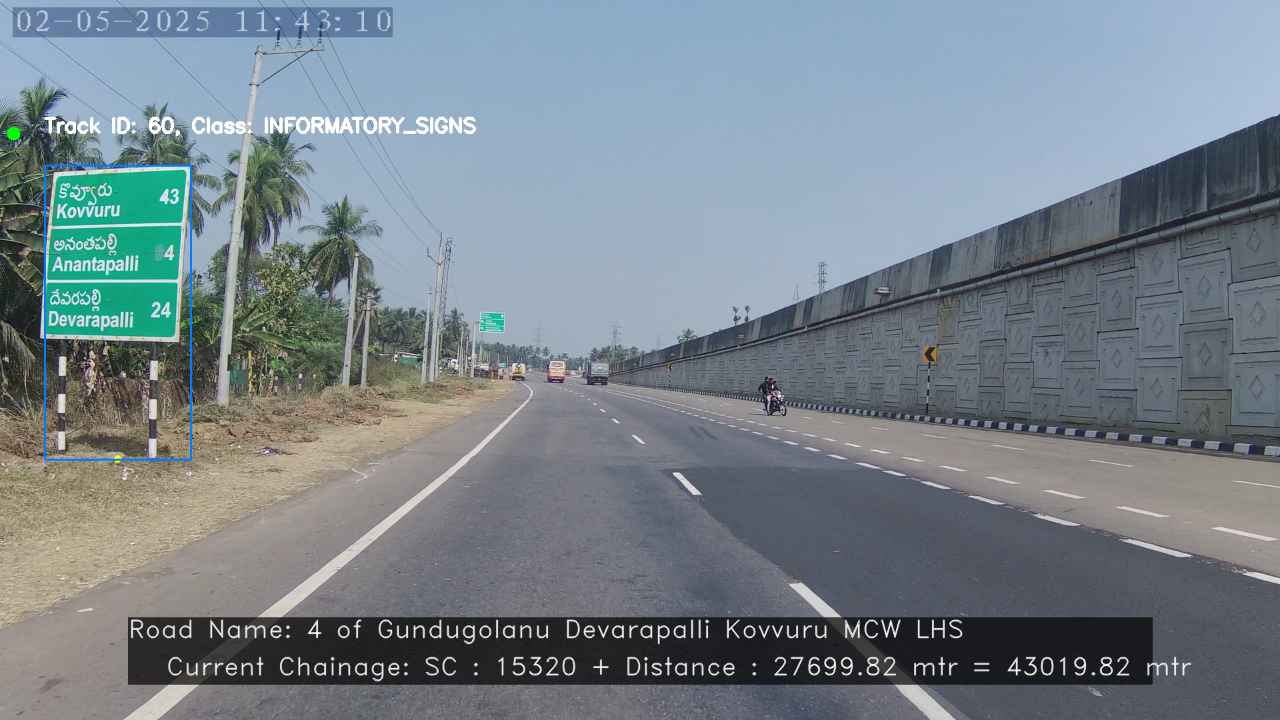 02-05-2025 11:43:10
Track ID: 60, Class: INFORMATORY_SIGNS
కొవ్వూరు
Kovvuru 43
అనంతపల్లి
Anantapalli 4
దేవరపల్లి
Devarapalli 24
Road Name: 4 of Gundugolanu Devarapalli Kovvuru MCW LHS
Current Chainage: SC : 15320 + Distance : 27699.82 mtr = 43019.82 mtr